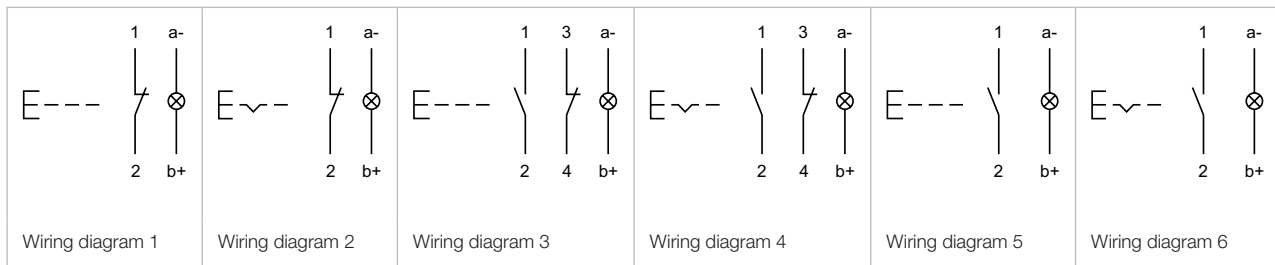 1 a- 1 a- 1 3 a- 1 3 a- 1 a- 1 a-
2 b+ 2 b+ 2 4 b+ 2 4 b+ 2 b+ 2 b+
Wiring diagram 1 Wiring diagram 2 Wiring diagram 3 Wiring diagram 4 Wiring diagram 5 Wiring diagram 6